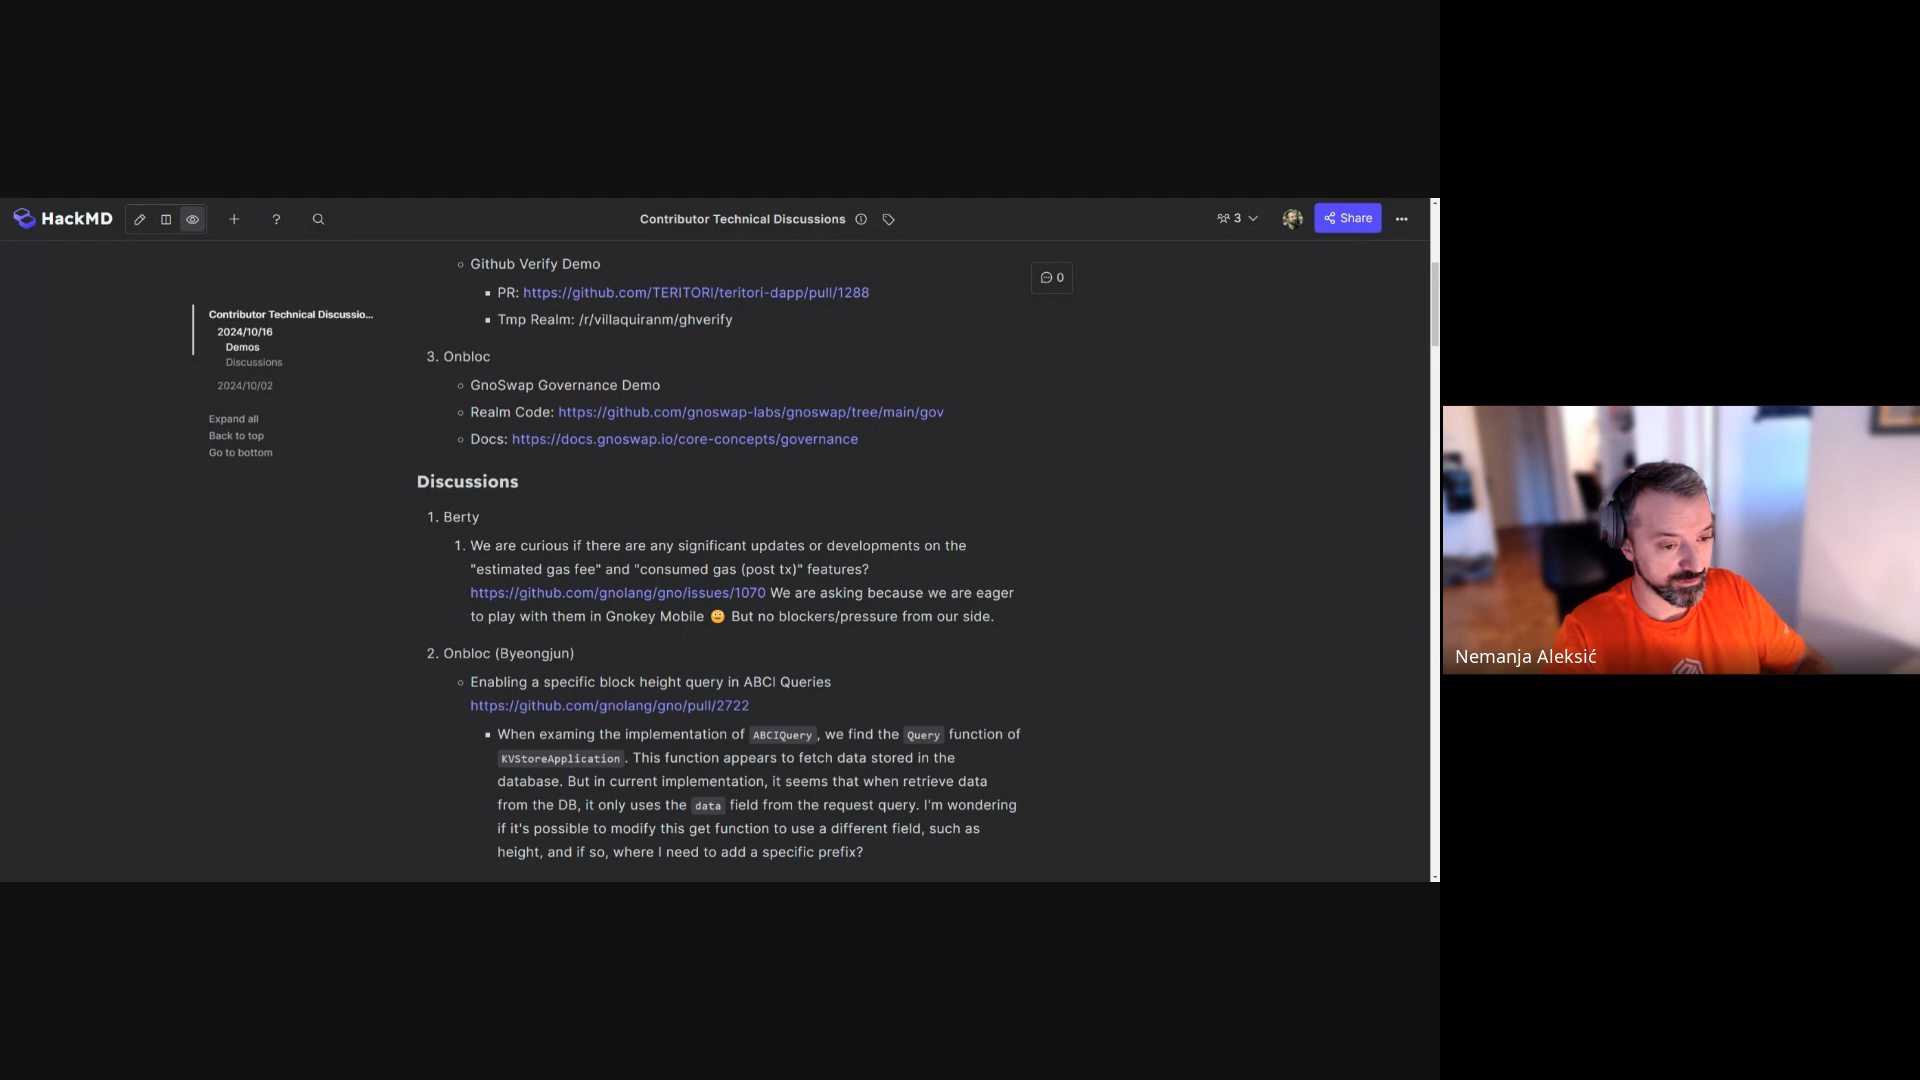 HackMD
Contributor Technical Discussions
3
Share
Github Verify Demo
0
PR: https://github.com/TERITORI/teritori-dapp/pull/1288
Tmp Realm: /r/villaquiranm/ghverify
Contributor Technical Discussio...
2024/10/16
Demos
Discussions
2024/10/02
Expand all
Back to top
Go to bottom
3. Onbloc
GnoSwap Governance Demo
Realm Code: https://github.com/gnoswap-labs/gnoswap/tree/main/gov
Docs: https://docs.gnoswap.io/core-concepts/governance
Discussions
1. Berty
1. We are curious if there are any significant updates or developments on the
"estimated gas fee" and "consumed gas (post tx)" features?
https://github.com/gnolang/gno/issues/1070 We are asking because we are eager
to play with them in Gnokey Mobile 🙂 But no blockers/pressure from our side.
2. Onbloc (Byeongjun)
Enabling a specific block height query in ABCI Queries
https://github.com/gnolang/gno/pull/2722
When examing the implementation of ABCIQuery, we find the Query function of
KVStoreApplication. This function appears to fetch data stored in the
database. But in current implementation, it seems that when retrieve data
from the DB, it only uses the data field from the request query. I'm wondering
if it's possible to modify this get function to use a different field, such as
height, and if so, where I need to add a specific prefix?
Nemanja Aleksić